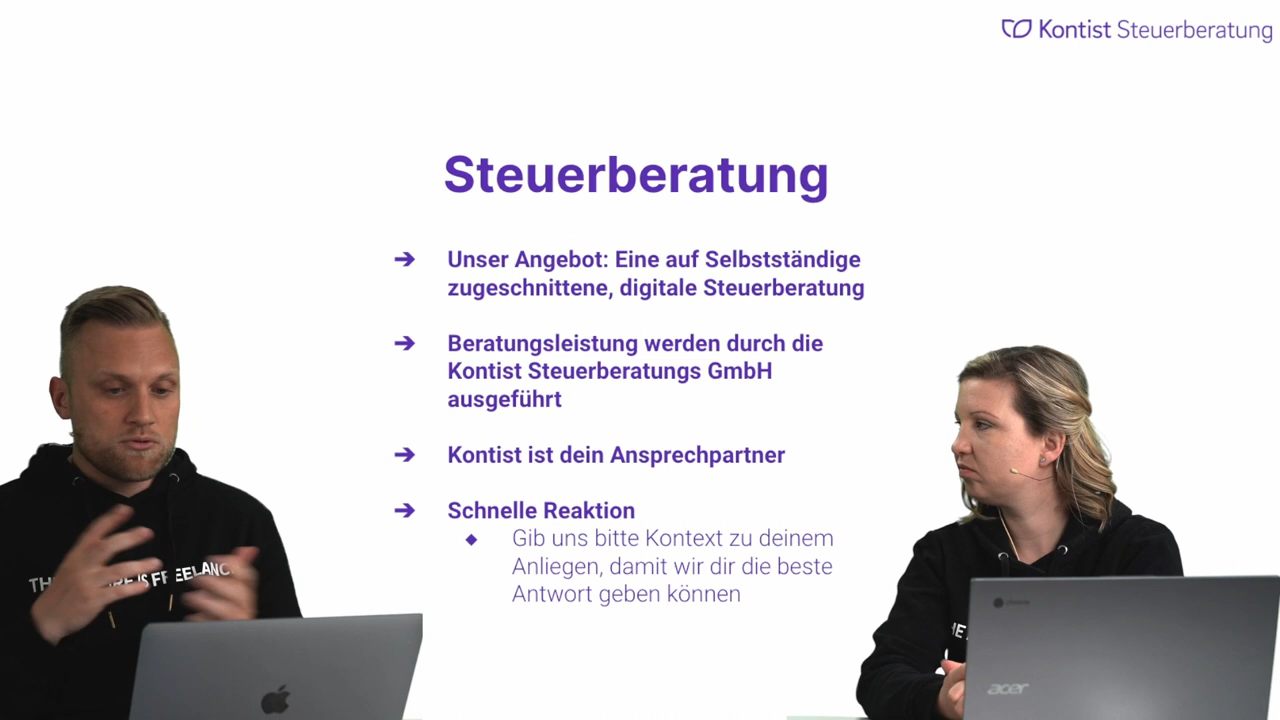 Kontist Steuerberatung
Steuerberatung
➔ Unser Angebot: Eine auf Selbstständige
zugeschnittene, digitale Steuerberatung
➔ Beratungsleistung werden durch die
Kontist Steuerberatungs GmbH
ausgeführt
➔ Kontist ist dein Ansprechpartner
➔ Schnelle Reaktion
◆ Gib uns bitte Kontext zu deinem
Anliegen, damit wir dir die beste
Antwort geben können
IS FREELANC
acer